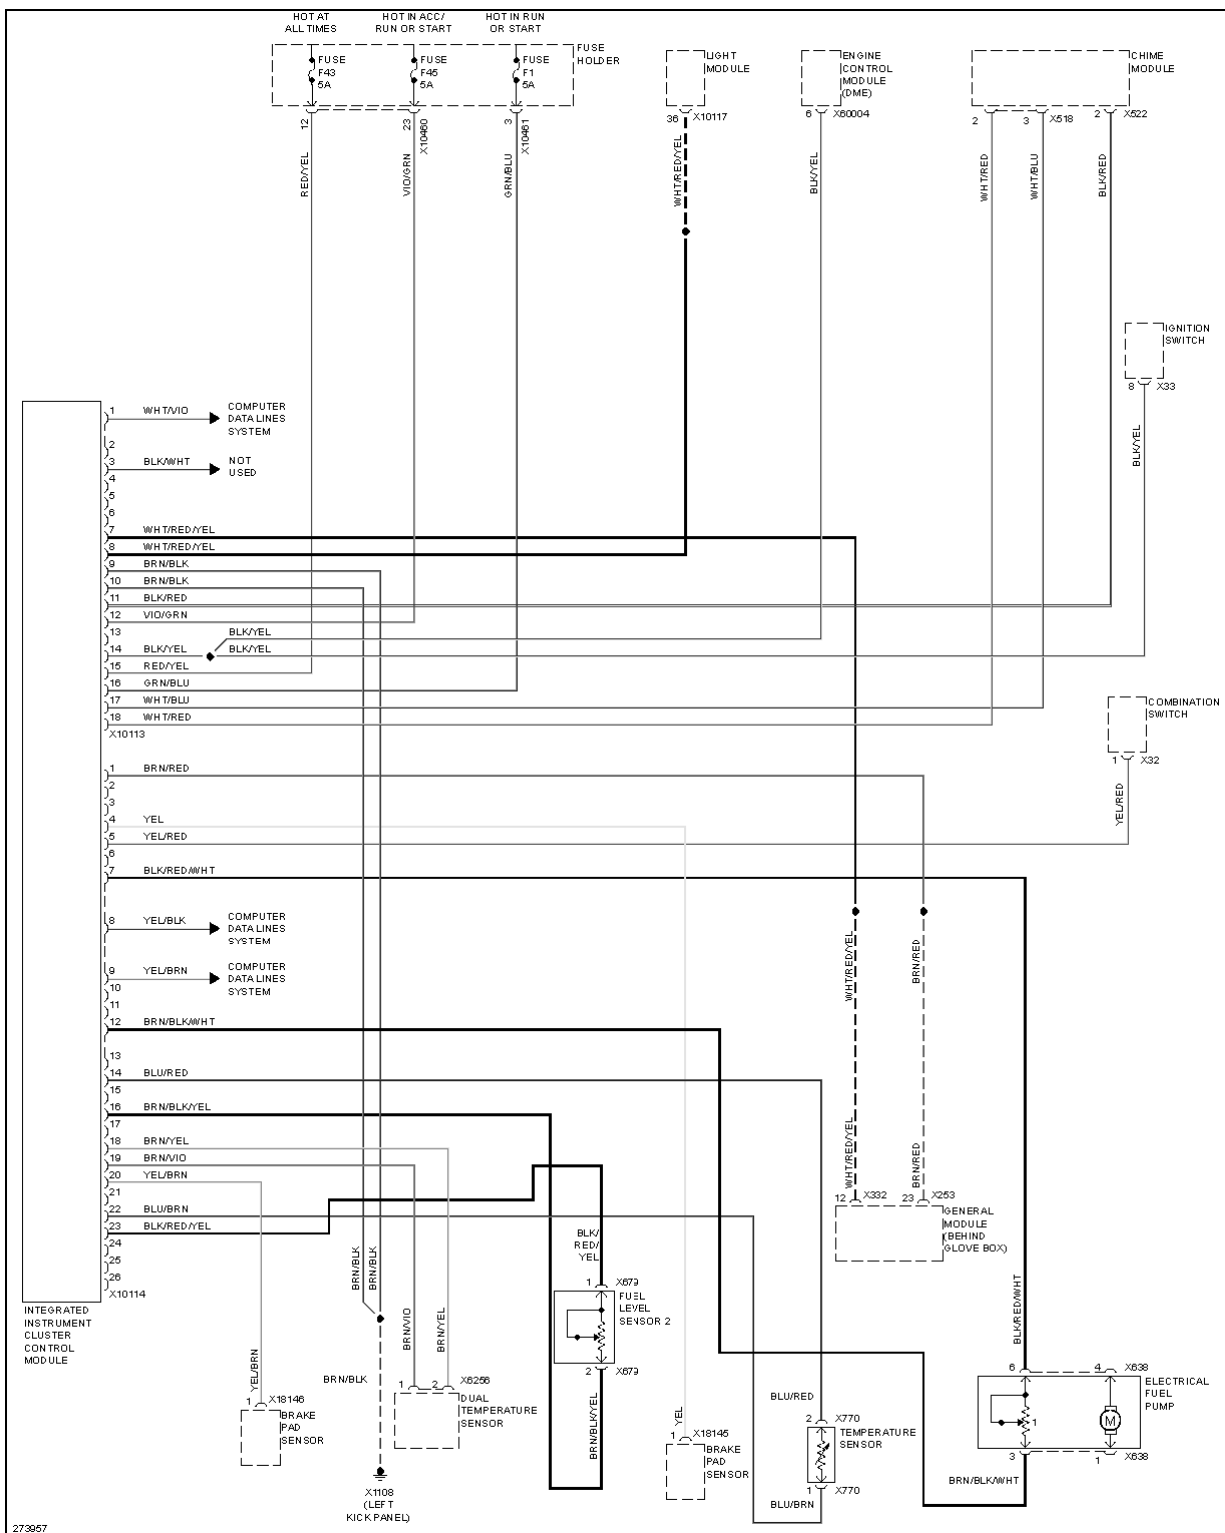 HOT AT
ALL TIMES
HOT IN ACC/
RUN OR START
HOT IN RUN
OR START
FUSE
F43
5A
FUSE
F45
5A
FUSE
F1
5A
FUSE
HOLDER
LIGHT
MODULE
ENGINE
CONTROL
MODULE
(DME)
CHIME
MODULE
12
23
X10460
3
X10461
36
X10117
6
X60004
2
3
X518
2
X522
RED/YEL
VIO/GRN
GRN/BLU
WHT/RED/YEL
BLK/YEL
WHT/RED
WHT/BLU
BLK/RED
IGNITION
SWITCH
8
X33
BLK/YEL
1 WHT/VIO
COMPUTER
DATA LINES
SYSTEM
2
3 BLK/WHT
NOT
USED
4
5
6
7 WHT/RED/YEL
8 WHT/RED/YEL
9 BRN/BLK
10 BRN/BLK
11 BLK/RED
12 VIO/GRN
13
BLK/YEL
14 BLK/YEL
BLK/YEL
15 RED/YEL
16 GRN/BLU
17 WHT/BLU
18 WHT/RED
X10113
COMBINATION
SWITCH
1
X32
YEL/RED
1 BRN/RED
2
3
4 YEL
5 YEL/RED
6
7 BLK/RED/WHT
8 YEL/BLK
COMPUTER
DATA LINES
SYSTEM
9 YEL/BRN
COMPUTER
DATA LINES
SYSTEM
10
11
12 BRN/BLK/WHT
13
14 BLU/RED
15
16 BRN/BLK/YEL
17
18 BRN/YEL
19 BRN/VIO
20 YEL/BRN
21
22 BLU/BRN
23 BLK/RED/YEL
24
25
26
X10114
INTEGRATED
INSTRUMENT
CLUSTER
CONTROL
MODULE
WHT/RED/YEL
BRN/RED
WHT/RED/YEL
BRN/RED
12
X332
23
X253
GENERAL
MODULE
(BEHIND
GLOVE BOX)
BLK/
RED/
YEL
1
X679
FUEL
LEVEL
SENSOR 2
2
X679
BRN/BLK/YEL
BRN/BLK
BRN/BLK
BRN/VIO
BRN/YEL
BRN/BLK
YEL/BRN
1
X18146
BRAKE
PAD
SENSOR
1
2
X6256
DUAL
TEMPERATURE
SENSOR
X1108
(LEFT
KICK PANEL)
YEL
1
X18145
BRAKE
PAD
SENSOR
BLU/RED
2
X770
TEMPERATURE
SENSOR
1
X770
BLU/BRN
BLK/RED/WHT
6
4
X638
ELECTRICAL
FUEL
PUMP
1
M
3
1
X638
BRN/BLK/WHT
273957